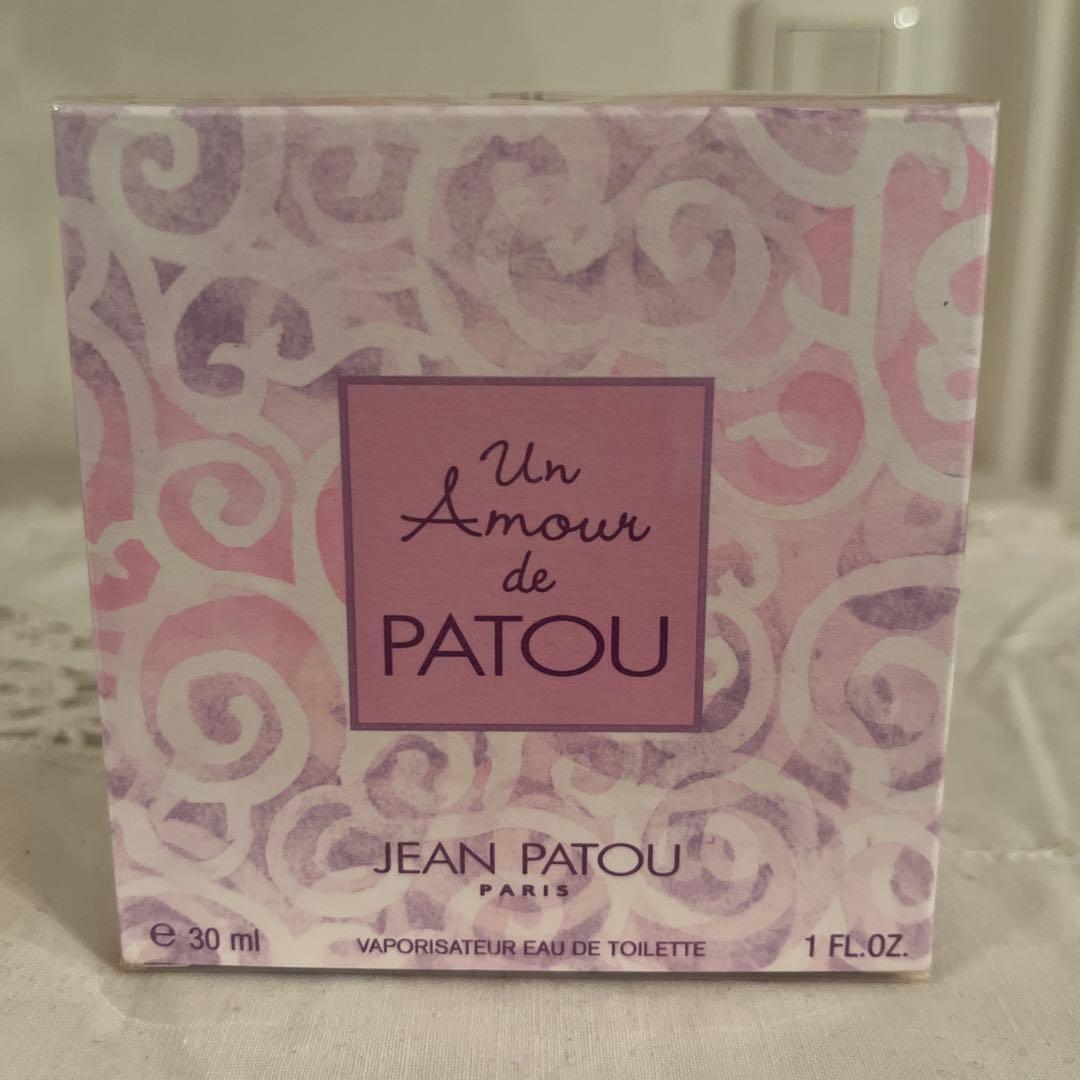 Un
Amour
de
PATOU
JEAN PATOU
PARIS
℮ 30 ml VAPORISATEUR EAU DE TOILETTE 1 FL.OZ.